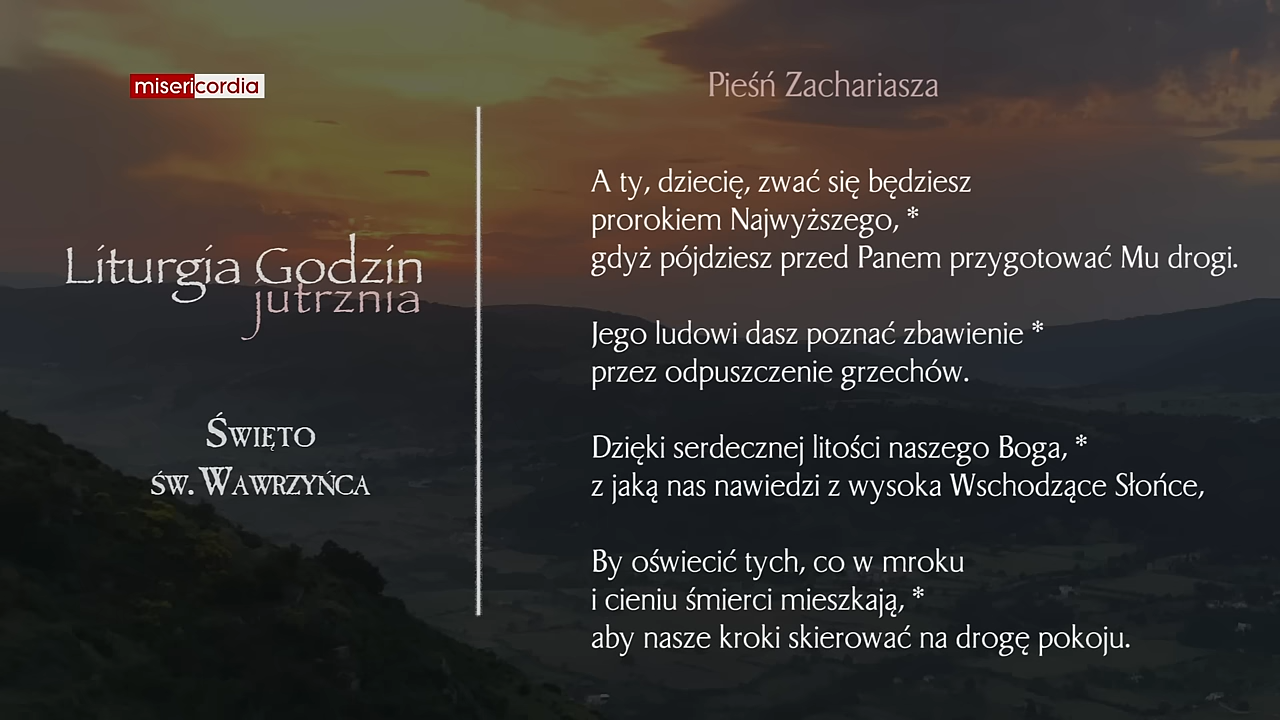 misericordia
Liturgia Godzin
jutrznia
Święto
św. Wawrzyńca
Pieśń Zachariasza
A ty, dziecię, zwać się będziesz
prorokiem Najwyższego, *
gdyż pójdziesz przed Panem przygotować Mu drogi.
Jego ludowi dasz poznać zbawienie *
przez odpuszczenie grzechów.
Dzięki serdecznej litości naszego Boga, *
z jaką nas nawiedzi z wysoka Wschodzące Słońce,
By oświecić tych, co w mroku
i cieniu śmierci mieszkają, *
aby nasze kroki skierować na drogę pokoju.